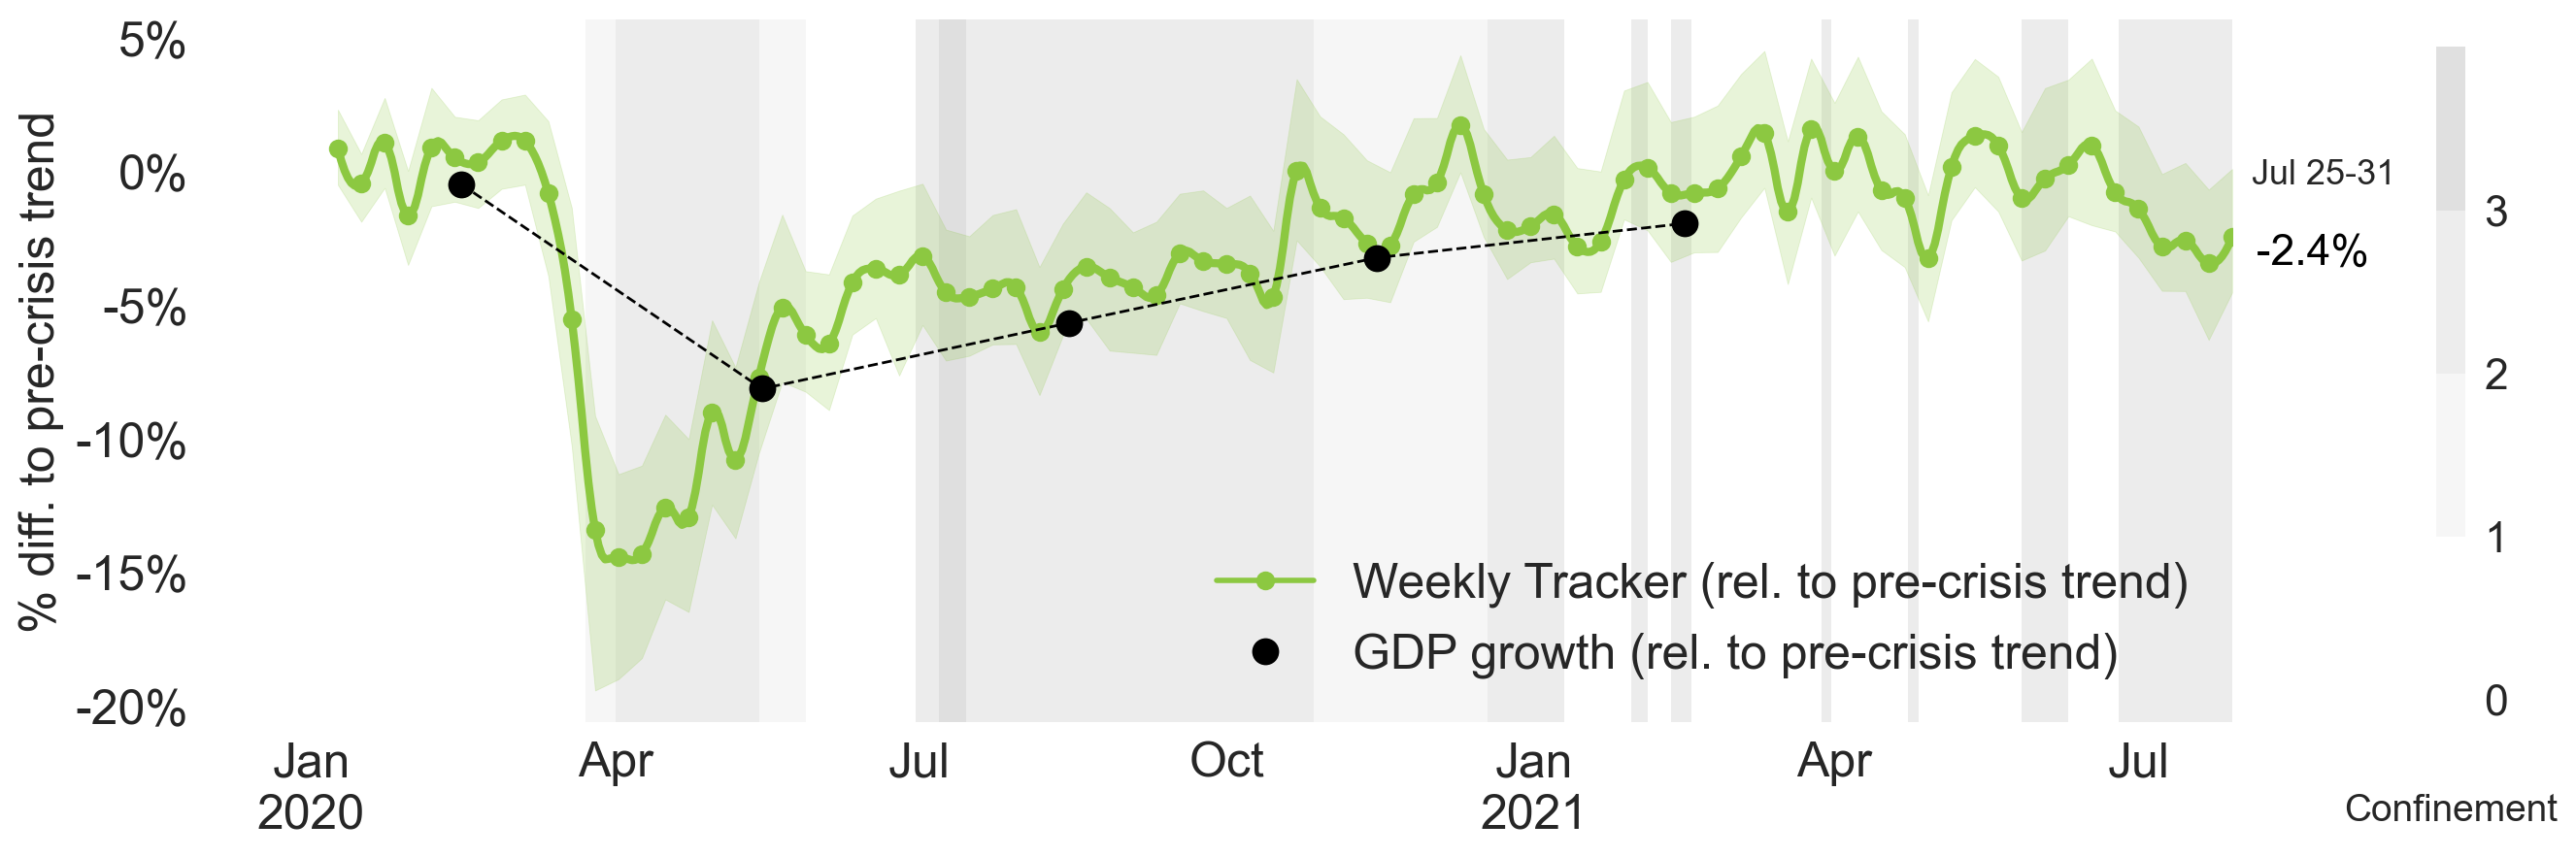 % diff. to pre-crisis trend
5%
0%
-5%
-10%
-15%
-20%
Jan
2020
Apr
Jul
Oct
Jan
2021
Apr
Jul
Weekly Tracker (rel. to pre-crisis trend)
GDP growth (rel. to pre-crisis trend)
Jul 25-31
-2.4%
3
2
1
0
Confinement